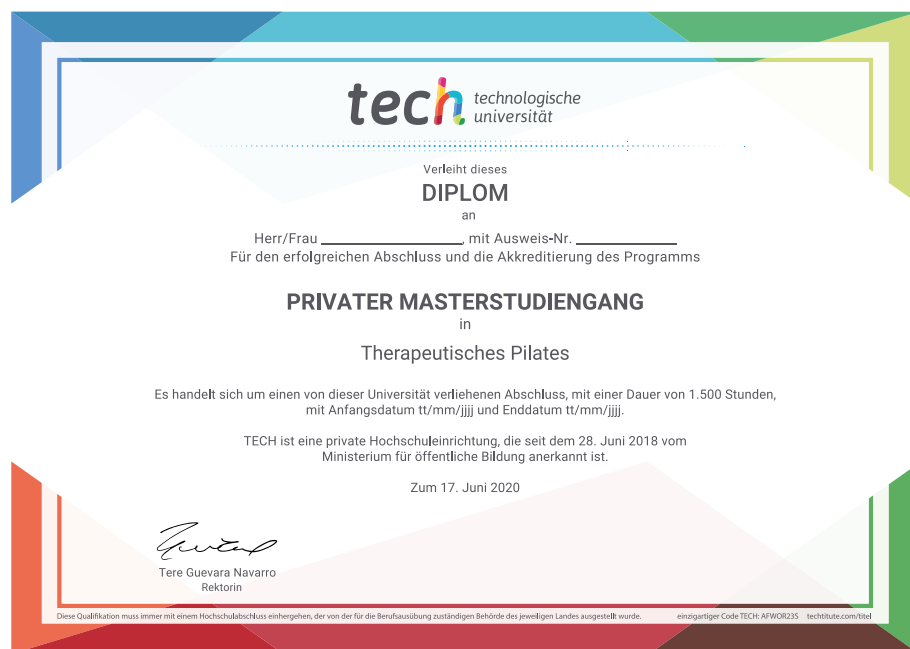 tech technologische
universität
Verleiht dieses
DIPLOM
an
Herr/Frau ____________________, mit Ausweis-Nr. ______________
Für den erfolgreichen Abschluss und die Akkreditierung des Programms
PRIVATER MASTERSTUDIENGANG
in
Therapeutisches Pilates
Es handelt sich um einen von dieser Universität verliehenen Abschluss, mit einer Dauer von 1.500 Stunden,
mit Anfangsdatum tt/mm/jjjj und Enddatum tt/mm/jjjj.
TECH ist eine private Hochschuleinrichtung, die seit dem 28. Juni 2018 vom
Ministerium für öffentliche Bildung anerkannt ist.
Zum 17. Juni 2020
Tere Guevara Navarro
Rektorin
Diese Qualifikation muss immer mit einem Hochschulabschluss einhergehen, der von der für die Berufsausübung zuständigen Behörde des jeweiligen Landes ausgestellt wurde. einzigartiger Code TECH: AFWOR23S techtitute.com/titel